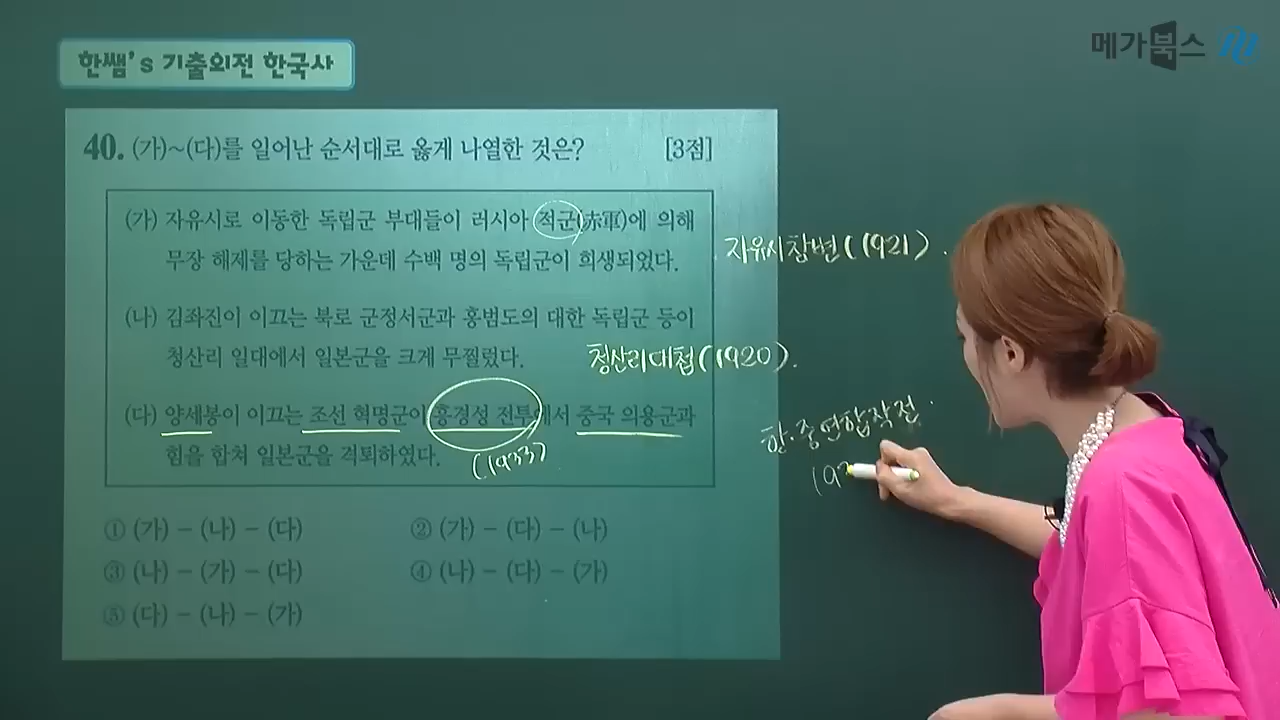 한쌤's 기출의전 한국사
메가북스
40. (가)~(다)를 일어난 순서대로 옳게 나열한 것은? [3점]
(가) 자유시로 이동한 독립군 부대들이 러시아 적군(赤軍)에 의해
무장 해제를 당하는 가운데 수백 명의 독립군이 희생되었다.
자유시참변(1921).
(나) 김좌진이 이끄는 북로 군정서군과 홍범도의 대한 독립군 등이
청산리 일대에서 일본군을 크게 무찔렀다.
청산리대첩(1920).
(다) 양세봉이 이끄는 조선 혁명군이 흥경성 전투에서 중국 의용군과
힘을 합쳐 일본군을 격퇴하였다.
(1933)
한·중연합작전
① (가) - (나) - (다) ② (가) - (다) - (나)
③ (나) - (가) - (다) ④ (나) - (다) - (가)
⑤ (다) - (나) - (가)